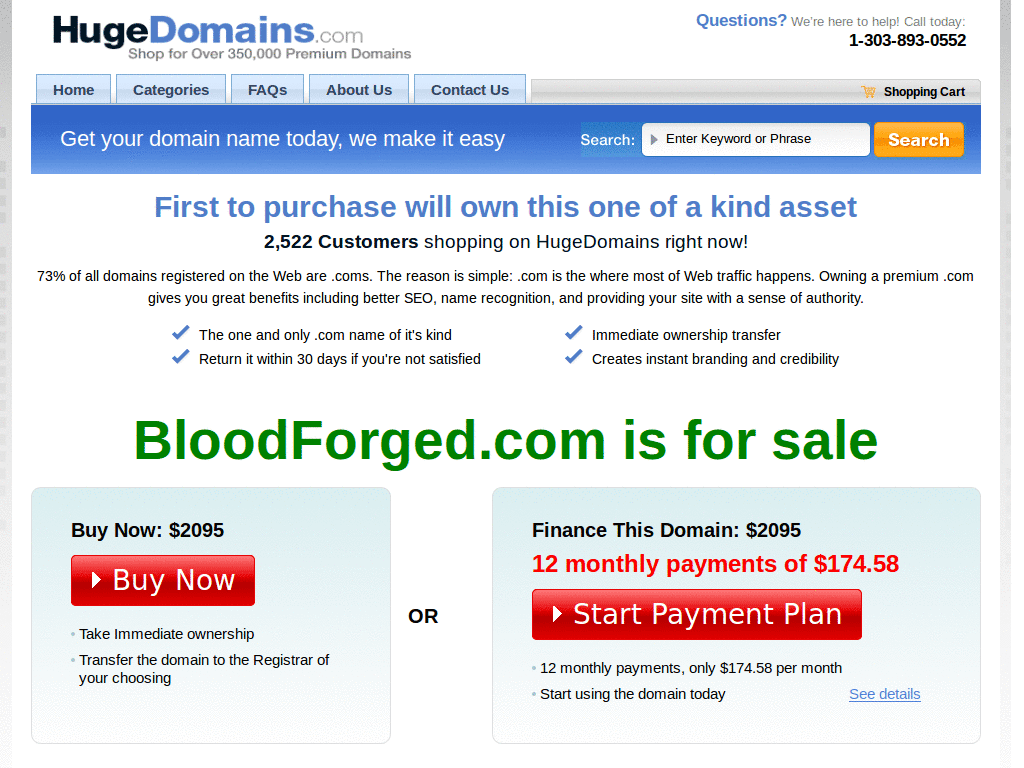 HugeDomains.com
Shop for Over 350,000 Premium Domains
Questions? We're here to help! Call today:
1-303-893-0552
Home Categories FAQs About Us Contact Us Shopping Cart
Get your domain name today, we make it easy Search: Enter Keyword or Phrase Search
First to purchase will own this one of a kind asset
2,522 Customers shopping on HugeDomains right now!
73% of all domains registered on the Web are .coms. The reason is simple: .com is the where most of Web traffic happens. Owning a premium .com
gives you great benefits including better SEO, name recognition, and providing your site with a sense of authority.
The one and only .com name of it's kind
Return it within 30 days if you're not satisfied
Immediate ownership transfer
Creates instant branding and credibility
BloodForged.com is for sale
Buy Now: $2095
Buy Now
Take Immediate ownership
Transfer the domain to the Registrar of
your choosing
OR
Finance This Domain: $2095
12 monthly payments of $174.58
Start Payment Plan
12 monthly payments, only $174.58 per month
Start using the domain today See details